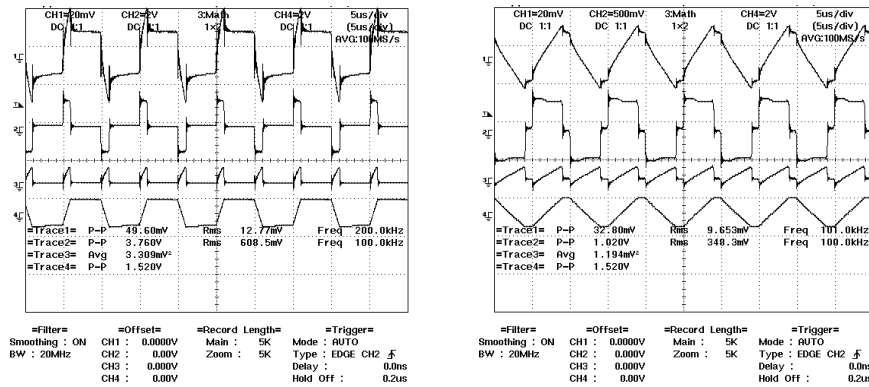 CH1=20mV CH2=2V 3:Math CH4=2V 5us/div
DC 1:1 DC 1:1 1×2 DC 1:1 (5us/div)
AVG:100MS/s
=Trace1= P-P 49.60mV Rms 12.77mV Freq 200.0kHz
=Trace2= P-P 3.760V Rms 608.5mV Freq 100.0kHz
=Trace3= Avg 3.309mV²
=Trace4= P-P 1.520V
=Filter= =Offset= =Record Length= =Trigger=
Smoothing : ON CH1 : 0.0000V Main : 5K Mode : AUTO
BW : 20MHz CH2 : 0.00V Zoom : 5K Type : EDGE CH2
CH3 : 0.000V Delay : 0.0ns
CH4 : 0.00V Hold Off : 0.2us
CH1=20mV CH2=500mV 3:Math CH4=2V 5us/div
DC 1:1 DC 1:1 1×2 DC 1:1 (5us/div)
AVG:100MS/s
=Trace1= P-P 32.80mV Rms 9.653mV Freq 101.0kHz
=Trace2= P-P 1.020V Rms 348.3mV Freq 100.0kHz
=Trace3= Avg 1.194mV²
=Trace4= P-P 1.520V
=Filter= =Offset= =Record Length= =Trigger=
Smoothing : ON CH1 : 0.0000V Main : 5K Mode : AUTO
BW : 20MHz CH2 : 0.000V Zoom : 5K Type : EDGE CH2
CH3 : 0.000V Delay : 0.0ns
CH4 : 0.00V Hold Off : 0.2us